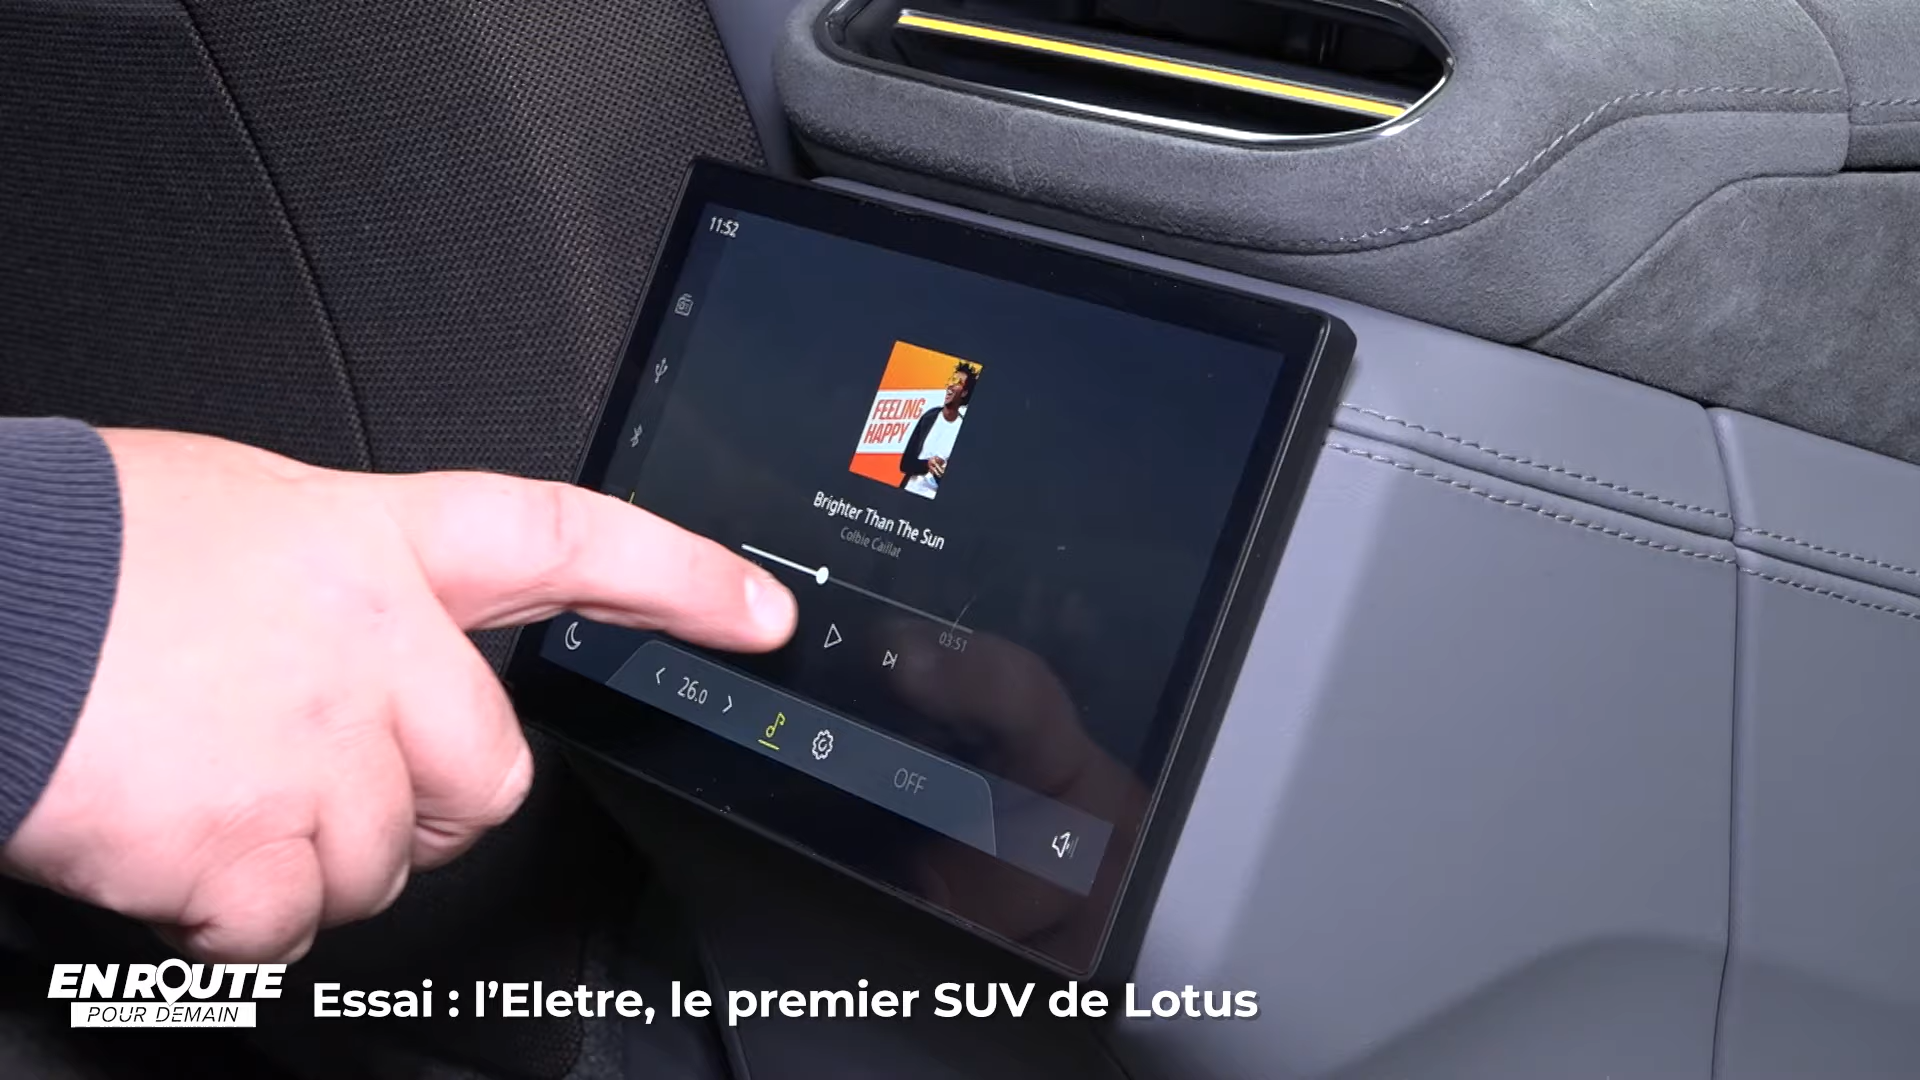 11:52
FEELING
HAPPY
Brighter Than The Sun
Colbie Caillat
03:51
26.0
OFF
EN ROUTE
POUR DEMAIN
Essai : l’Eletre, le premier SUV de Lotus